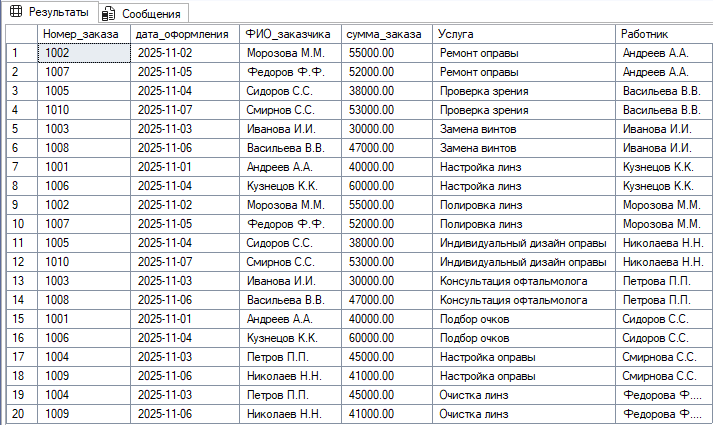 Результаты Сообщения
Номер_заказа дата_оформления ФИО_заказчика сумма_заказа Услуга Работник
1 1002 2025-11-02 Морозова М.М. 55000.00 Ремонт оправы Андреев А.А.
2 1007 2025-11-05 Федоров Ф.Ф. 52000.00 Ремонт оправы Андреев А.А.
3 1005 2025-11-04 Сидоров С.С. 38000.00 Проверка зрения Васильева В.В.
4 1010 2025-11-07 Смирнов С.С. 53000.00 Проверка зрения Васильева В.В.
5 1003 2025-11-03 Иванова И.И. 30000.00 Замена винтов Иванова И.И.
6 1008 2025-11-06 Васильева В.В. 47000.00 Замена винтов Иванова И.И.
7 1001 2025-11-01 Андреев А.А. 40000.00 Настройка линз Кузнецов К.К.
8 1006 2025-11-04 Кузнецов К.К. 60000.00 Настройка линз Кузнецов К.К.
9 1002 2025-11-02 Морозова М.М. 55000.00 Полировка линз Морозова М.М.
10 1007 2025-11-05 Федоров Ф.Ф. 52000.00 Полировка линз Морозова М.М.
11 1005 2025-11-04 Сидоров С.С. 38000.00 Индивидуальный дизайн оправы Николаева Н.Н.
12 1010 2025-11-07 Смирнов С.С. 53000.00 Индивидуальный дизайн оправы Николаева Н.Н.
13 1003 2025-11-03 Иванова И.И. 30000.00 Консультация офтальмолога Петрова П.П.
14 1008 2025-11-06 Васильева В.В. 47000.00 Консультация офтальмолога Петрова П.П.
15 1001 2025-11-01 Андреев А.А. 40000.00 Подбор очков Сидоров С.С.
16 1006 2025-11-04 Кузнецов К.К. 60000.00 Подбор очков Сидоров С.С.
17 1004 2025-11-03 Петров П.П. 45000.00 Настройка оправы Смирнова С.С.
18 1009 2025-11-06 Николаев Н.Н. 41000.00 Настройка оправы Смирнова С.С.
19 1004 2025-11-03 Петров П.П. 45000.00 Очистка линз Федорова Ф....
20 1009 2025-11-06 Николаев Н.Н. 41000.00 Очистка линз Федорова Ф....